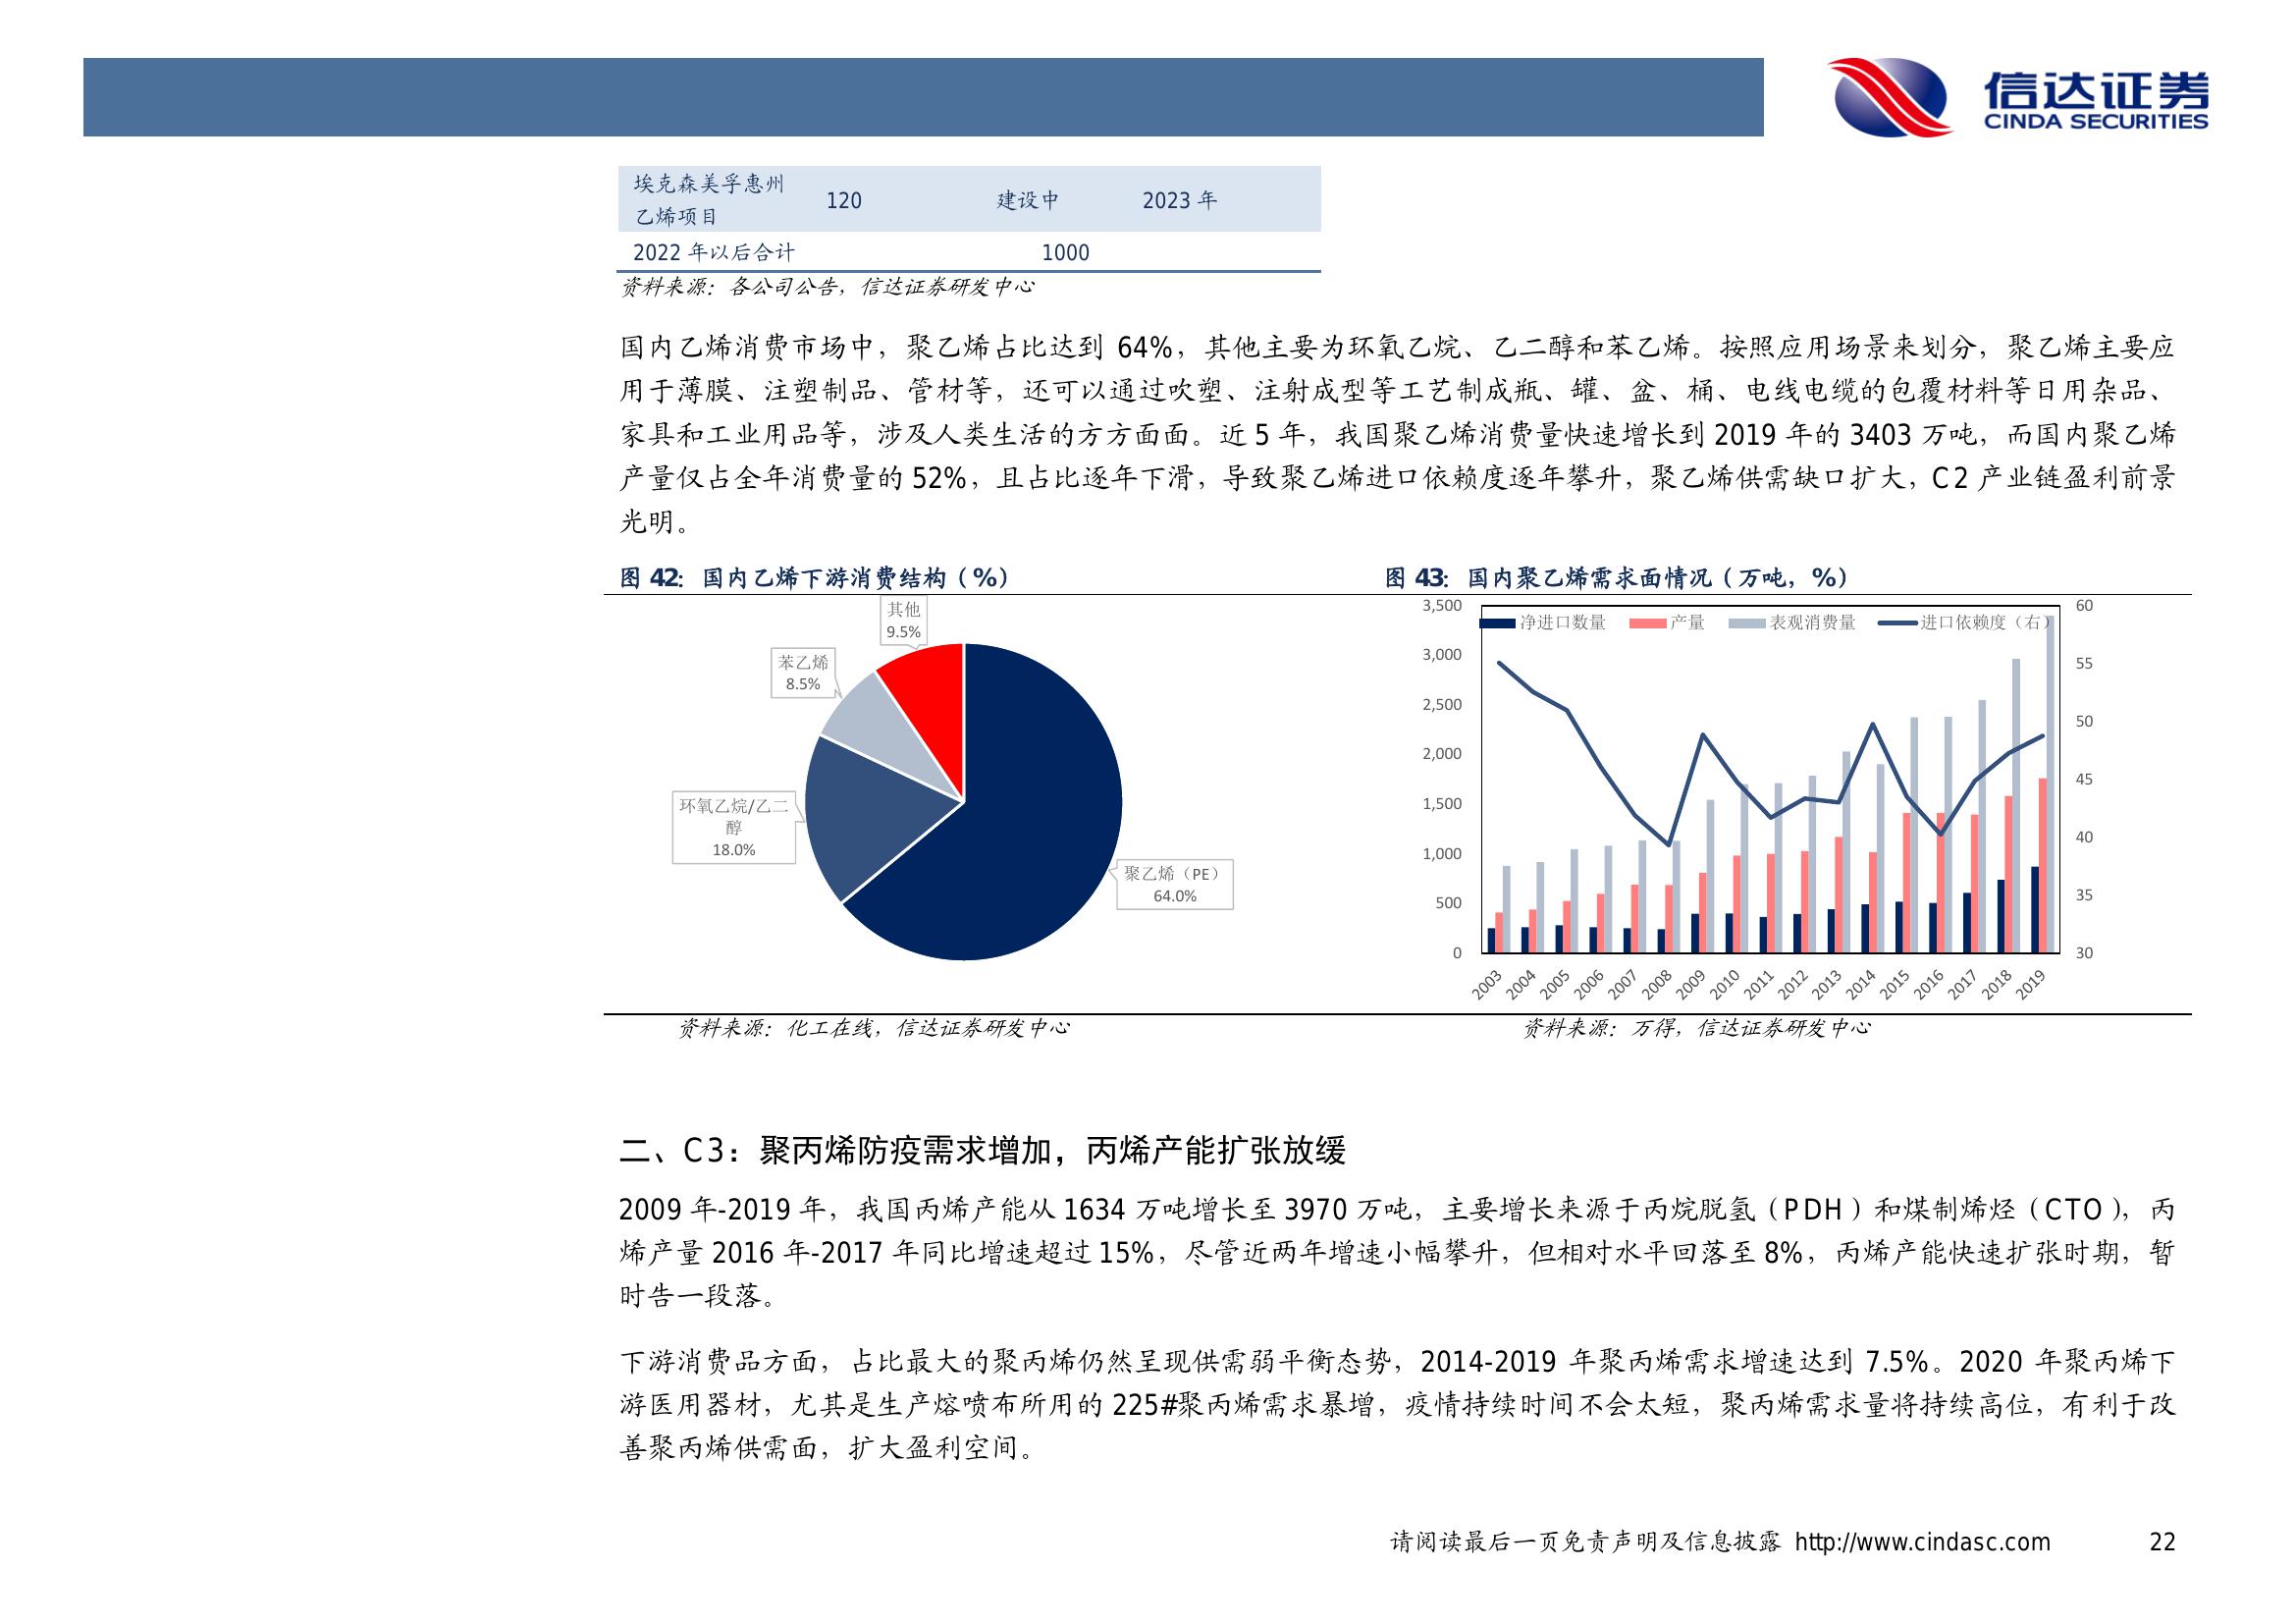 信达证券
CINDA SECURITIES
埃克森美孚惠州
乙烯项目
120
建设中
2023 年
2022 年以后合计
1000
资料来源：各公司公告，信达证券研发中心
国内乙烯消费市场中，聚乙烯占比达到 64%，其他主要为环氧乙烷、乙二醇和苯乙烯。按照应用场景来划分，聚乙烯主要应
用于薄膜、注塑制品、管材等，还可以通过吹塑、注射成型等工艺制成瓶、罐、盆、桶、电线电缆的包覆材料等日用杂品、
家具和工业用品等，涉及人类生活的方方面面。近 5 年，我国聚乙烯消费量快速增长到 2019 年的 3403 万吨，而国内聚乙烯
产量仅占全年消费量的 52%，且占比逐年下滑，导致聚乙烯进口依赖度逐年攀升，聚乙烯供需缺口扩大，C2 产业链盈利前景
光明。
图 42：国内乙烯下游消费结构（%）
其他
9.5%
苯乙烯
8.5%
环氧乙烷/乙二
醇
18.0%
聚乙烯（PE）
64.0%
资料来源：化工在线，信达证券研发中心
图 43：国内聚乙烯需求面情况（万吨，%）
净进口数量
产量
表观消费量
进口依赖度（右）
3,500
3,000
2,500
2,000
1,500
1,000
500
0
60
55
50
45
40
35
30
2003
2004
2005
2006
2007
2008
2009
2010
2011
2012
2013
2014
2015
2016
2017
2018
2019
资料来源：万得，信达证券研发中心
二、C3：聚丙烯防疫需求增加，丙烯产能扩张放缓
2009 年-2019 年，我国丙烯产能从 1634 万吨增长至 3970 万吨，主要增长来源于丙烷脱氢（PDH）和煤制烯烃（CTO），丙
烯产量 2016 年-2017 年同比增速超过 15%，尽管近两年增速小幅攀升，但相对水平回落至 8%，丙烯产能快速扩张时期，暂
时告一段落。
下游消费品方面，占比最大的聚丙烯仍然呈现供需弱平衡态势，2014-2019 年聚丙烯需求增速达到 7.5%。2020 年聚丙烯下
游医用器材，尤其是生产熔喷布所用的 225#聚丙烯需求暴增，疫情持续时间不会太短，聚丙烯需求量将持续高位，有利于改
善聚丙烯供需面，扩大盈利空间。
请阅读最后一页免责声明及信息披露 http://www.cindasc.com 22